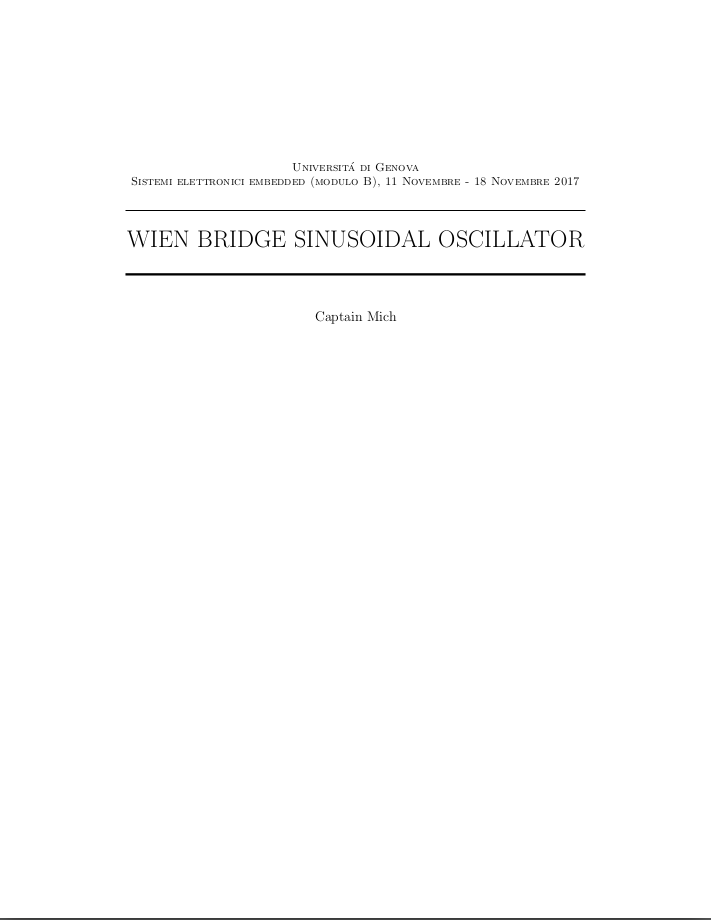 Universitá di Genova
Sistemi elettronici embedded (modulo B), 11 Novembre - 18 Novembre 2017
WIEN BRIDGE SINUSOIDAL OSCILLATOR
Captain Mich